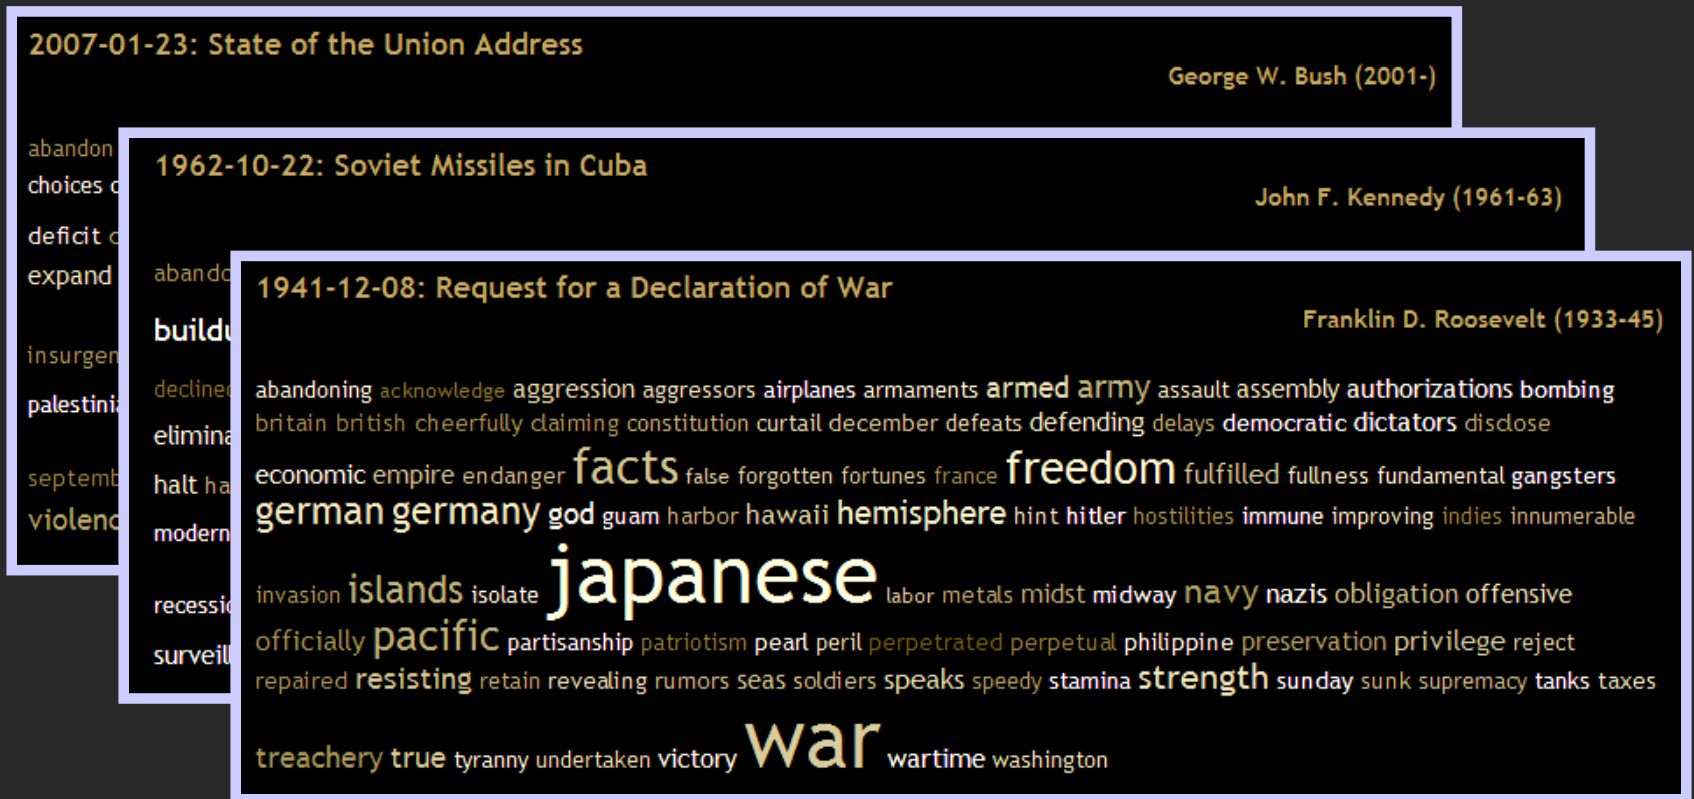 2007-01-23: State of the Union Address
George W. Bush (2001-)
abandon
choices
deficit
expand
palestini
septemb
violenc
1962-10-22: Soviet Missiles in Cuba
John F. Kennedy (1961-63)
abando
buildu
declined
elimina
halt ha
modern
recessio
surveill
1941-12-08: Request for a Declaration of War
Franklin D. Roosevelt (1933-45)
abandoning acknowledge aggression aggressors airplanes armaments armed army assault assembly authorizations bombing
britain british cheerfully claiming constitution curtail december defeats defending delays democratic dictators disclose
economic empire endanger facts false forgotten fortunes france freedom fulfilled fullness fundamental gangsters
german germany god guam harbor hawaii hemisphere hint hitler hostilities immune improving indies innumerable
invasion islands isolate japanese labor metals midst midway navy nazis obligation offensive
officially pacific partisanship patriotism pearl peril perpetrated perpetual philippine preservation privilege reject
repaired resisting retain revealing rumors seas soldiers speaks speedy stamina strength sunday sunk supremacy tanks taxes
treachery true tyranny undertaken victory war wartime washington